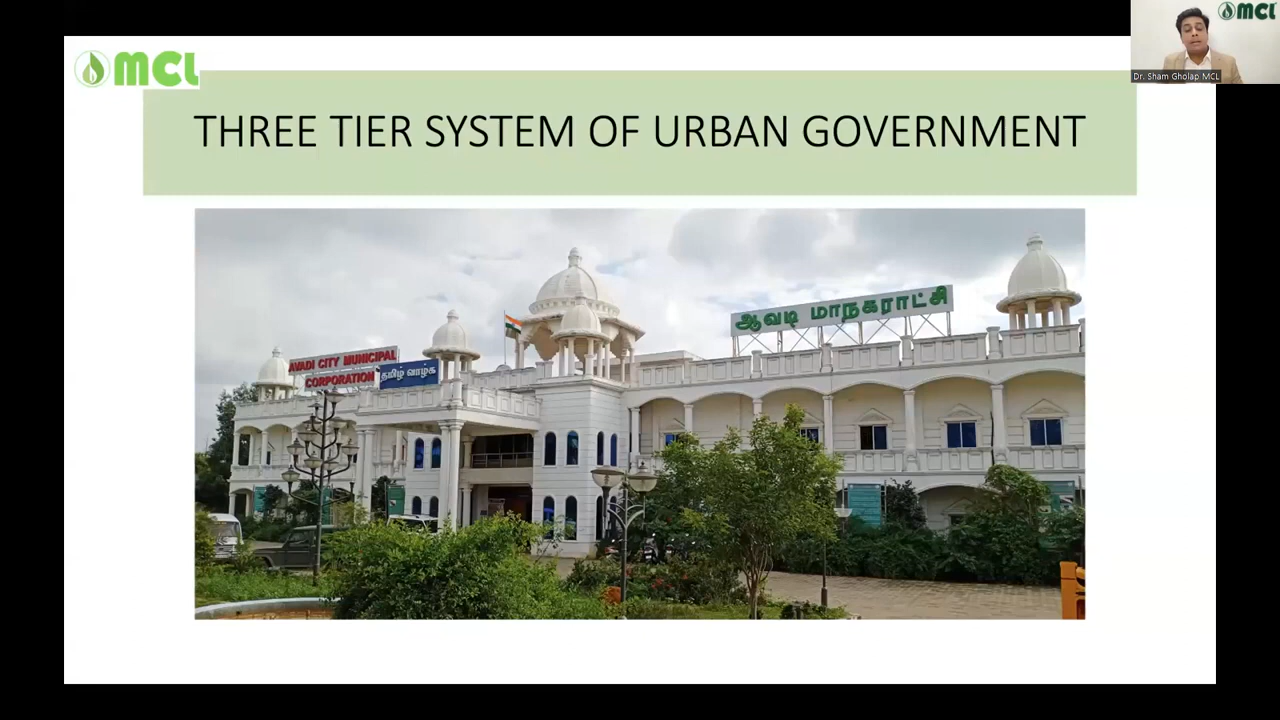 MCL
MCL
Dr. Sham Gholap MCL
THREE TIER SYSTEM OF URBAN GOVERNMENT
ஆவடி மாநகராட்சி
AVADI CITY MUNICIPAL
CORPORATION
தமிழ் வாழ்க